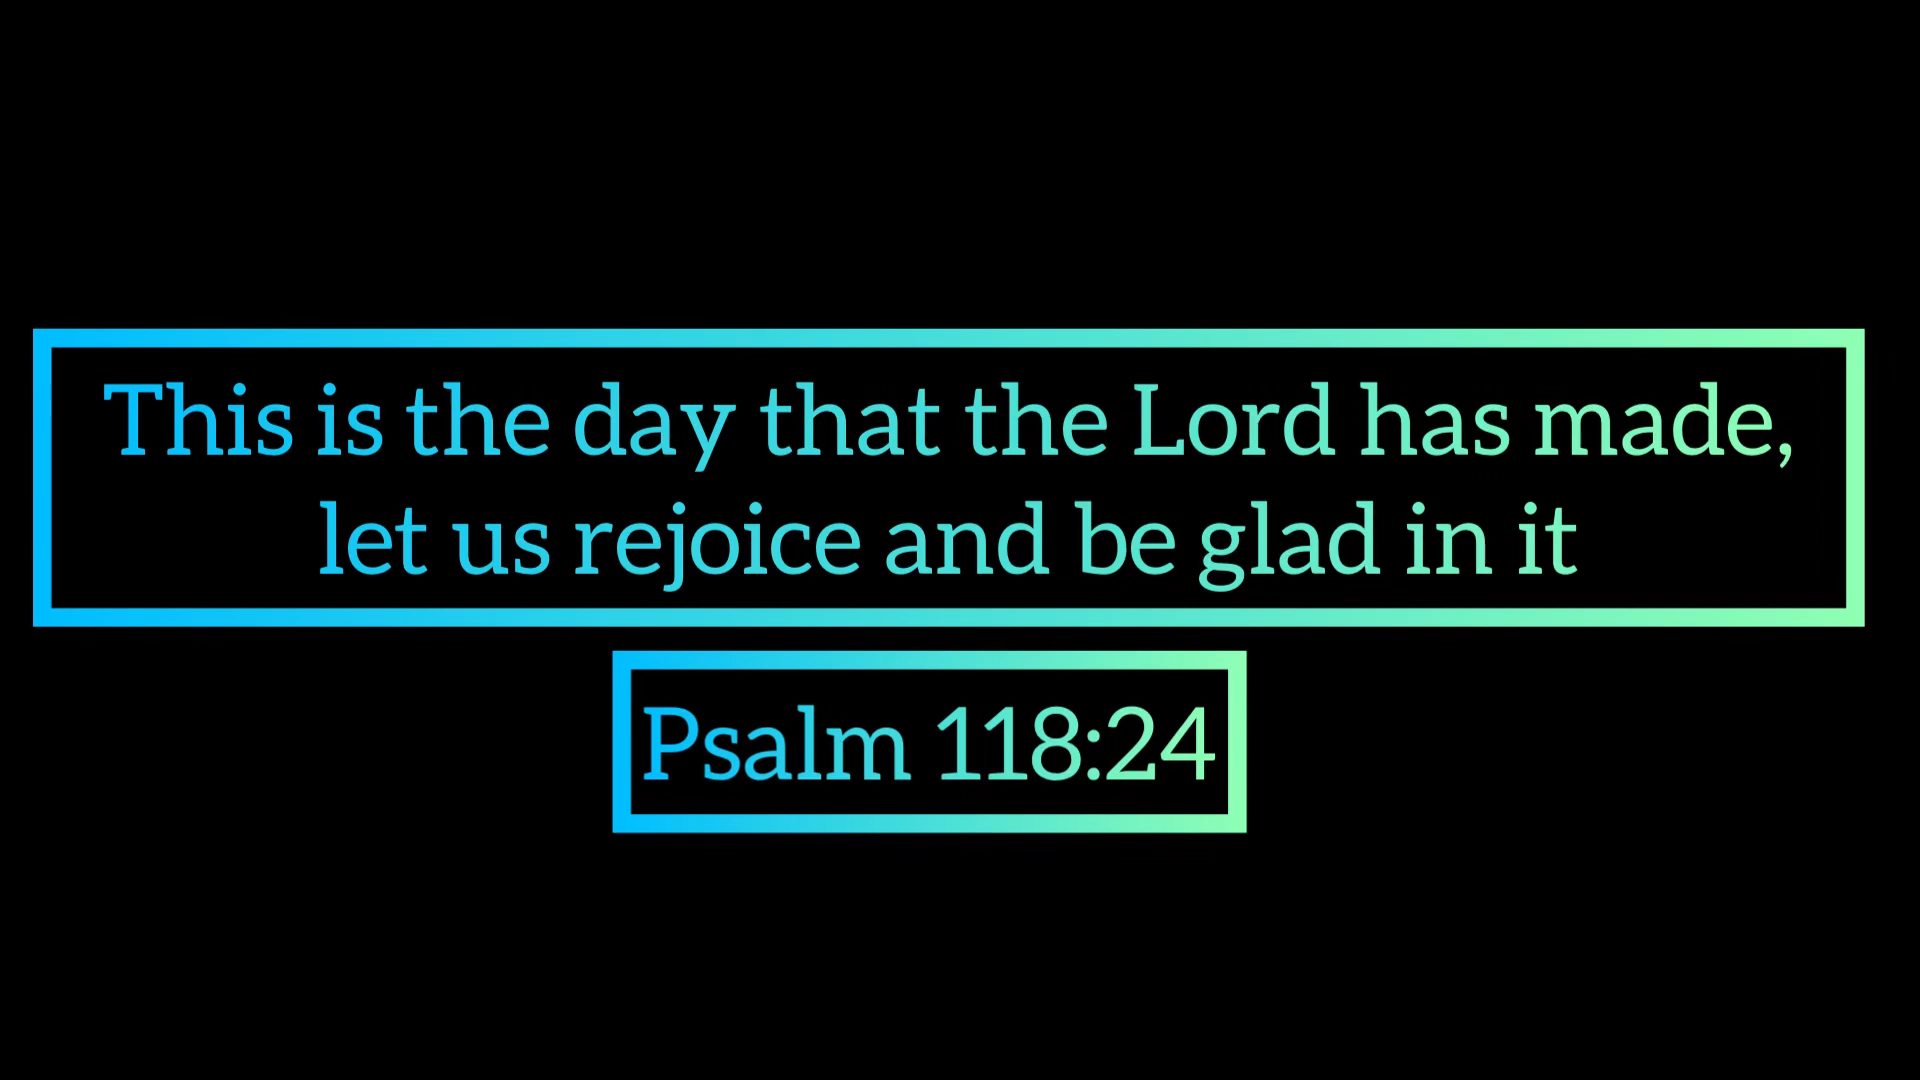 This is the day that the Lord has made,
let us rejoice and be glad in it
Psalm 118:24